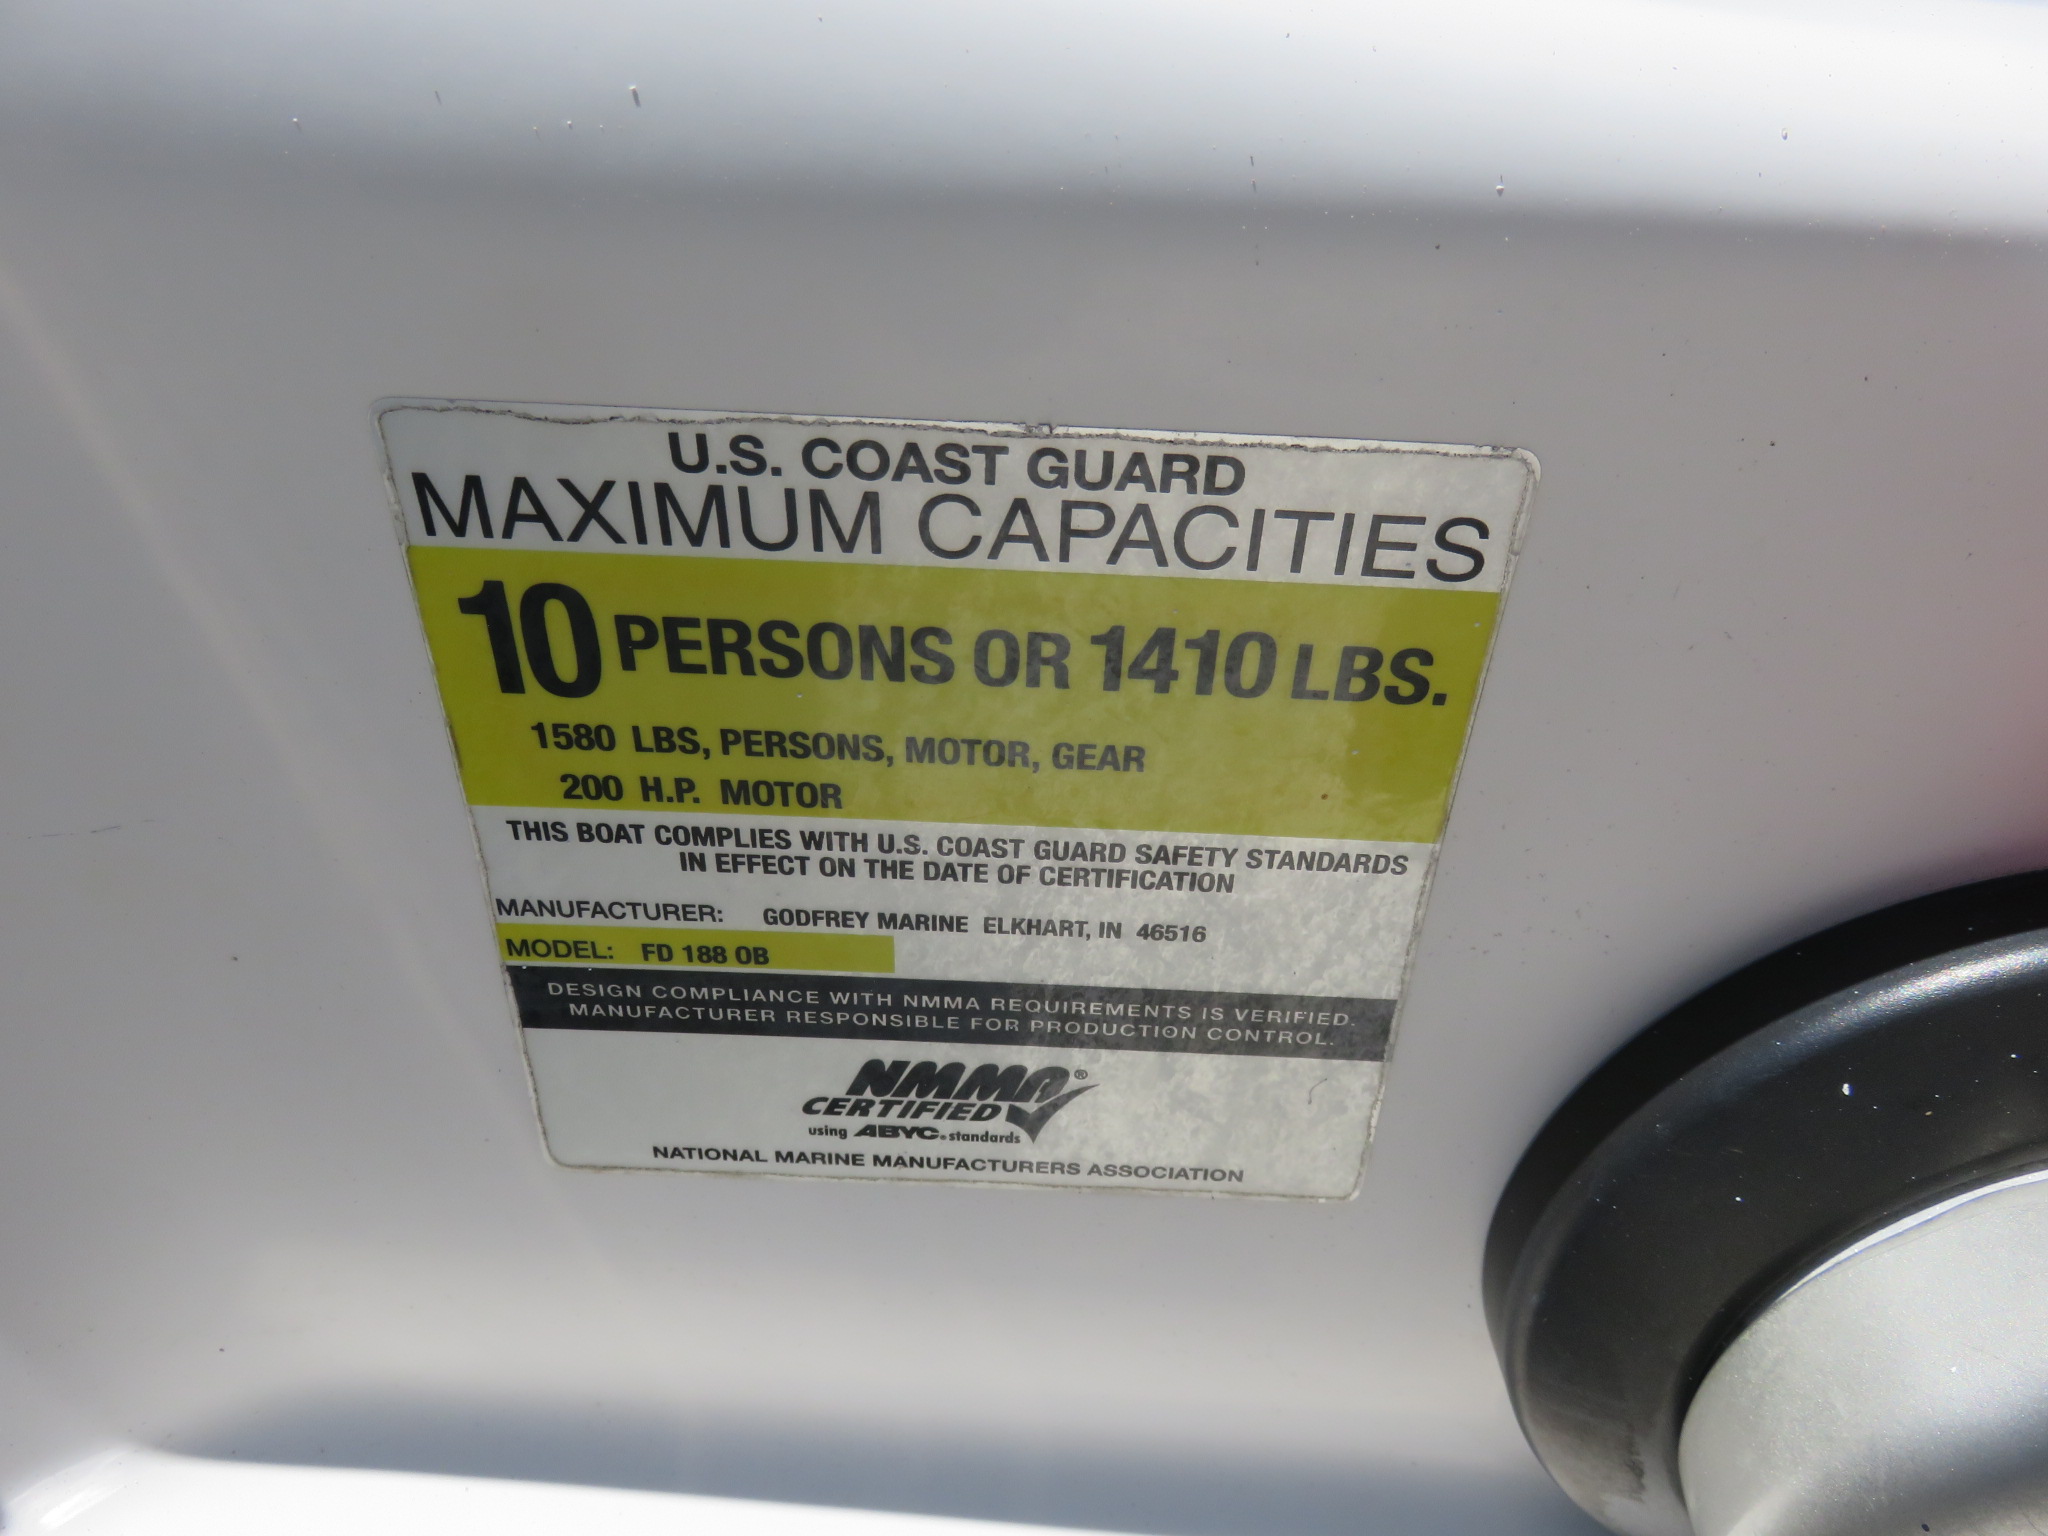 U.S. COAST GUARD
MAXIMUM CAPACITIES
10 PERSONS OR 1410 LBS.
1580 LBS, PERSONS, MOTOR, GEAR
200 H.P. MOTOR
THIS BOAT COMPLIES WITH U.S. COAST GUARD SAFETY STANDARDS
IN EFFECT ON THE DATE OF CERTIFICATION
MANUFACTURER: GODFREY MARINE ELKHART, IN 46516
MODEL: FD 188 OB
DESIGN COMPLIANCE WITH NMMA REQUIREMENTS IS VERIFIED.
MANUFACTURER RESPONSIBLE FOR PRODUCTION CONTROL.
NMMA®
CERTIFIED
using ABYC® standards
NATIONAL MARINE MANUFACTURERS ASSOCIATION